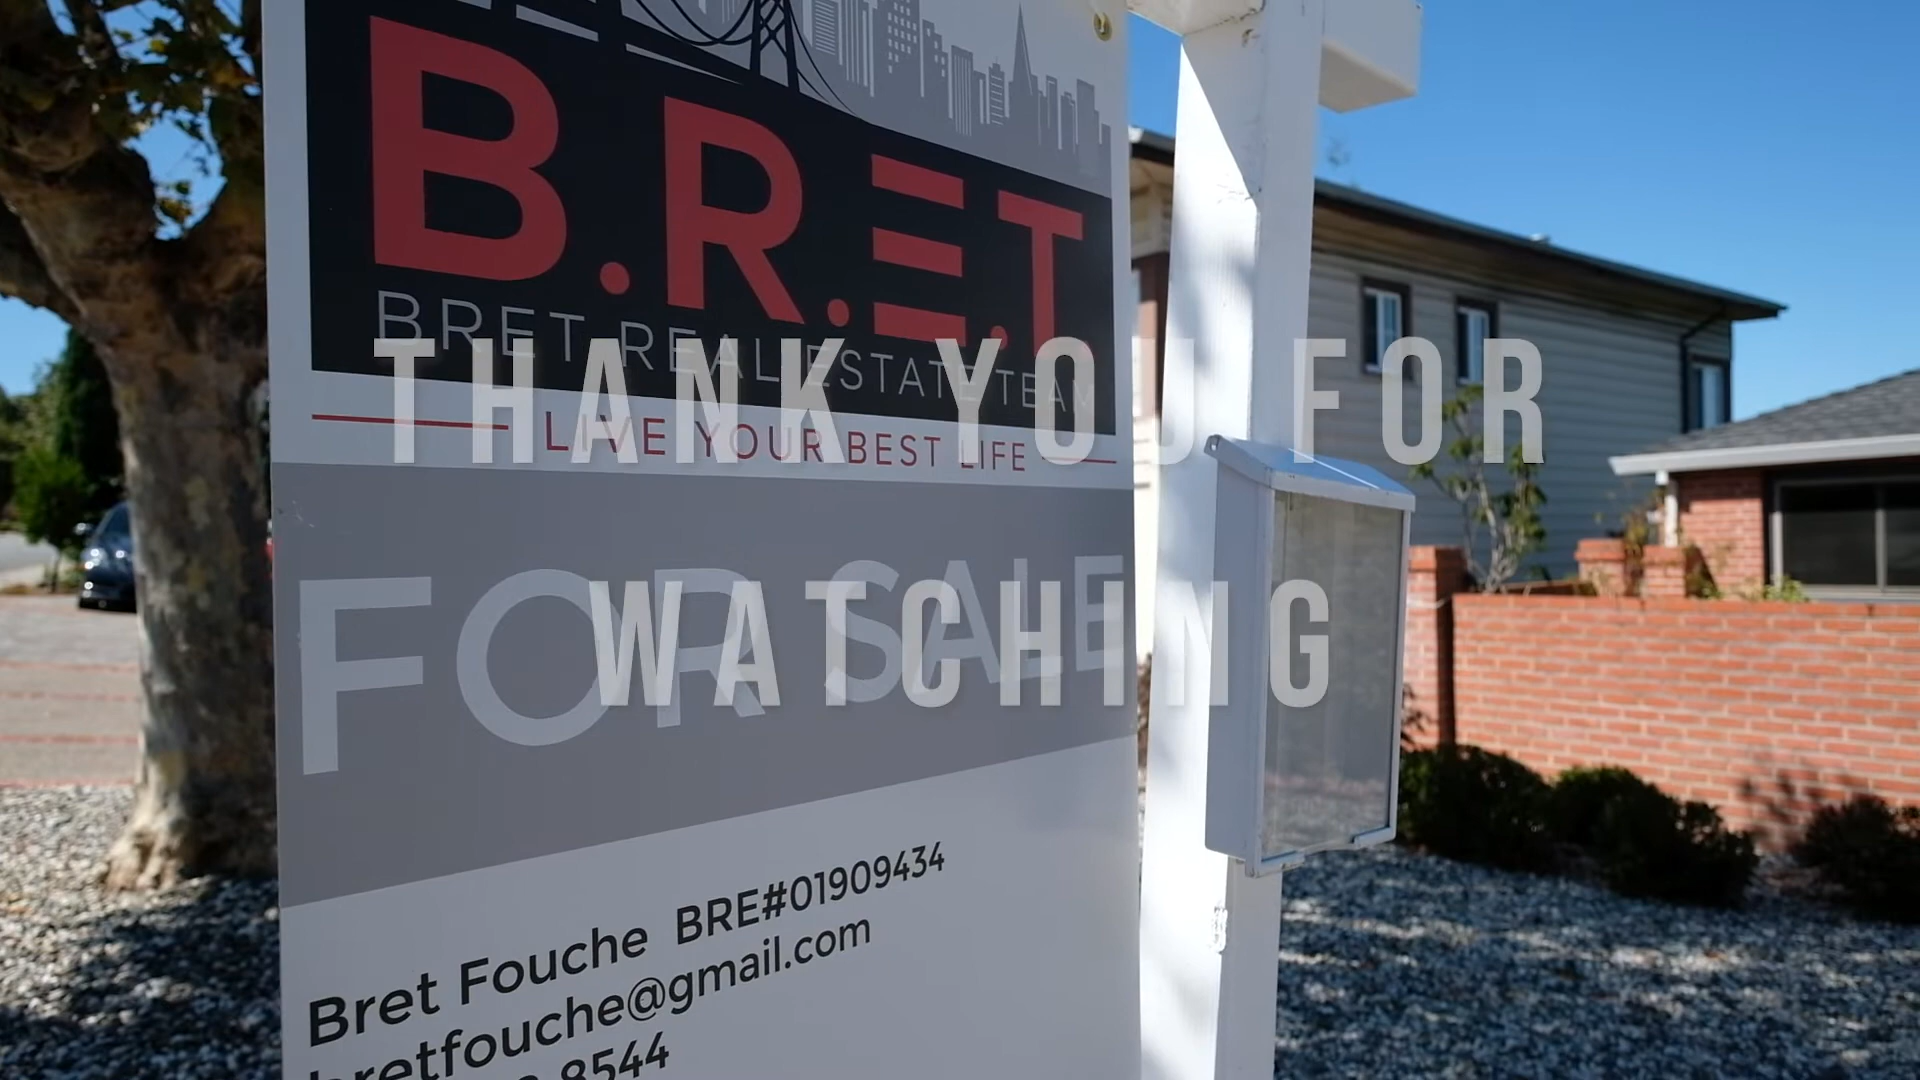 B.R.E.T
BRET REAL ESTATE TEAM
LIVE YOUR BEST LIFE
THANK YOU FOR
WATCHING
FOR SALE
Bret Fouche BRE#01909434
bretfouche@gmail.com
8544